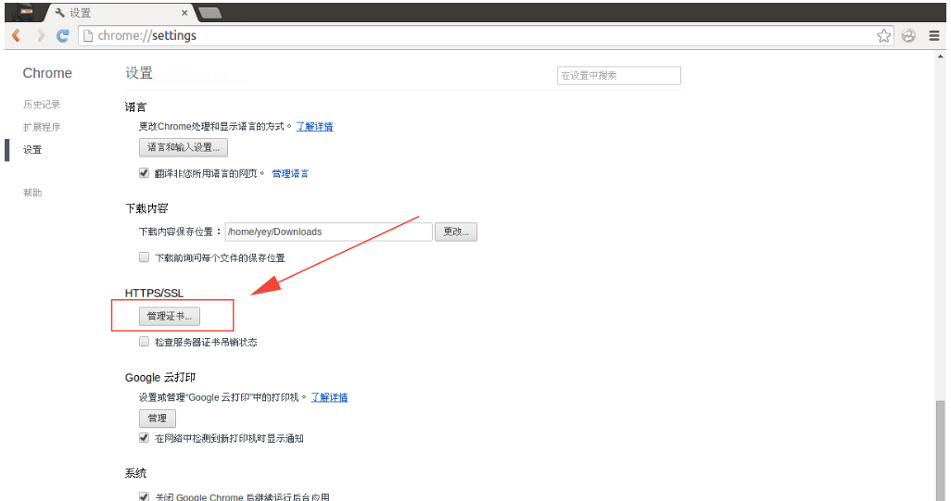 设置
chrome://settings
Chrome
设置
在设置中搜索
历史记录
扩展程序
设置
帮助
语言
更改Chrome处理和显示语言的方式。 了解详情
语言和输入设置...
翻译非您所用语言的网页。 管理语言
下载内容
下载内容保存位置： /home/yey/Downloads 更改...
下载前询问每个文件的保存位置
HTTPS/SSL
管理证书...
检查服务器证书吊销状态
Google 云打印
设置或管理“Google 云打印”中的打印机。 了解详情
管理
在网络中检测到新打印机时显示通知
系统
关闭 Google Chrome 后继续运行后台应用